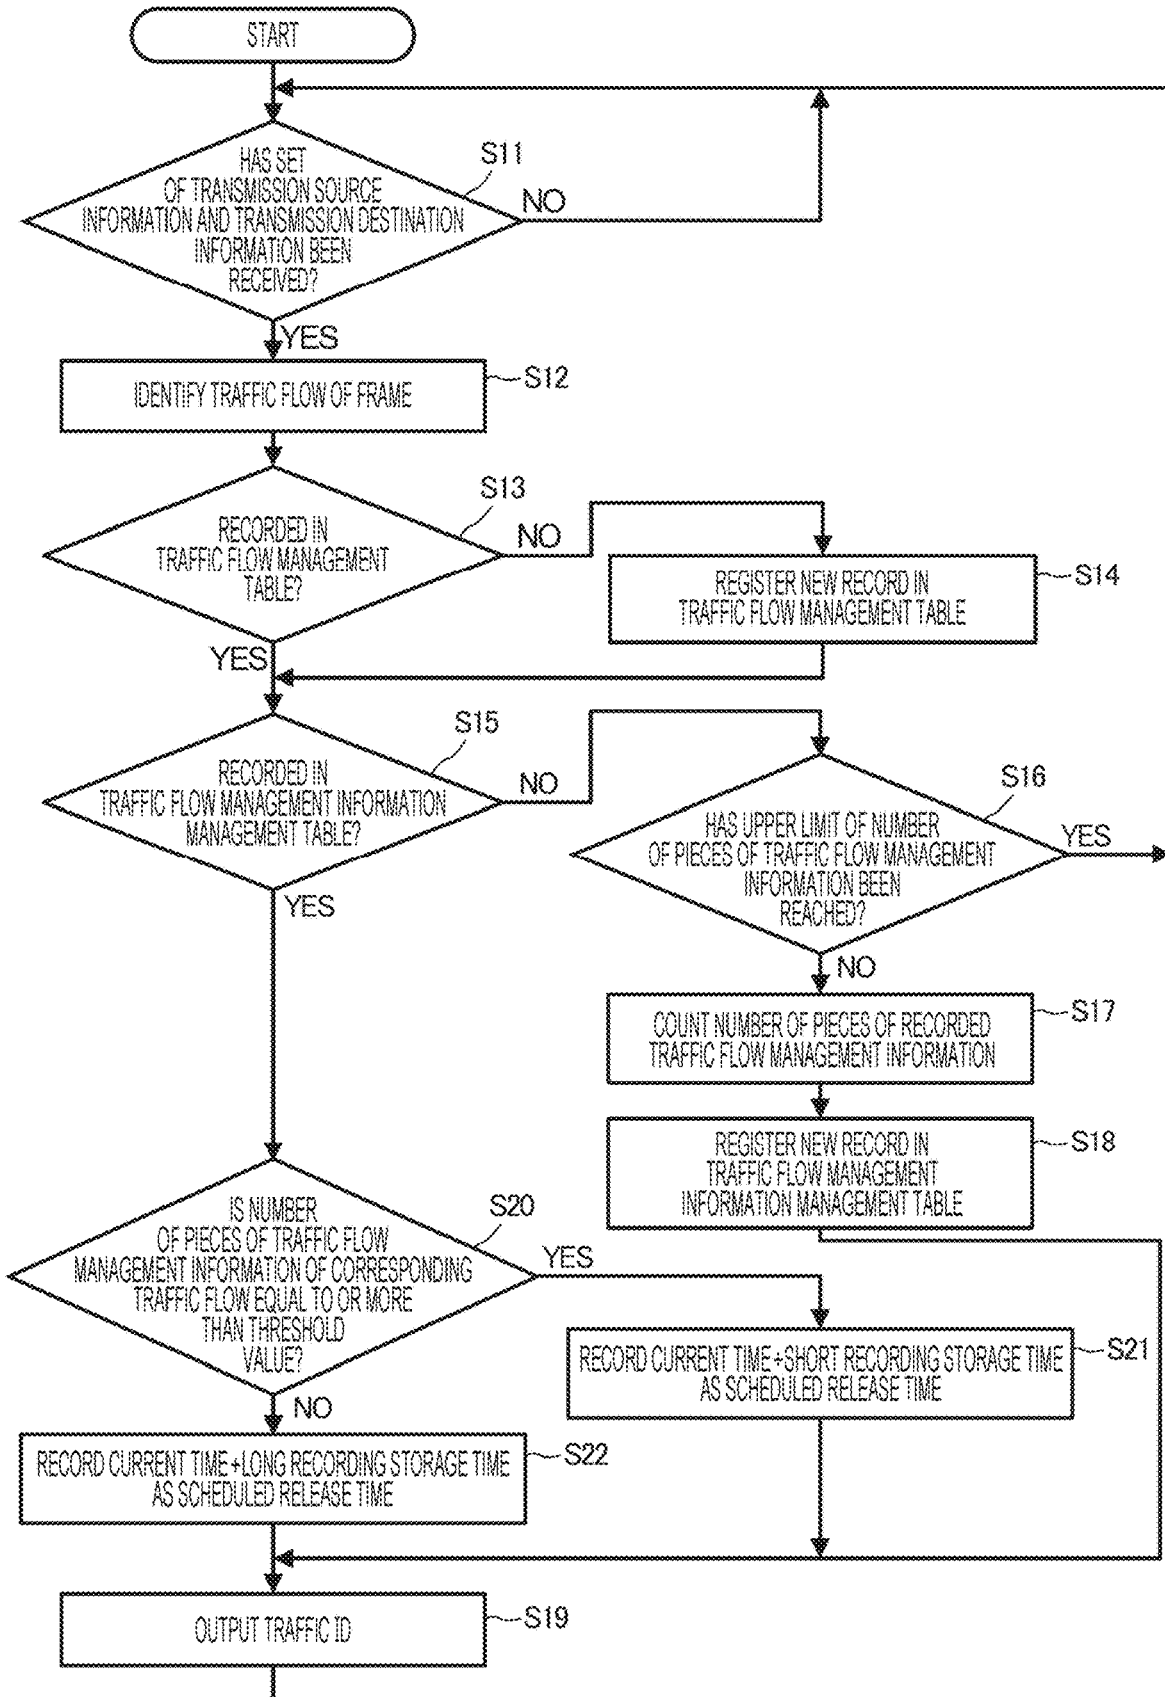 START
S11
HAS SET
OF TRANSMISSION SOURCE
INFORMATION AND TRANSMISSION DESTINATION
INFORMATION BEEN
RECEIVED?
NO
YES
IDENTIFY TRAFFIC FLOW OF FRAME
S12
S13
RECORDED IN
TRAFFIC FLOW MANAGEMENT
TABLE?
NO
REGISTER NEW RECORD IN
TRAFFIC FLOW MANAGEMENT TABLE
S14
YES
S15
RECORDED IN
TRAFFIC FLOW MANAGEMENT INFORMATION
MANAGEMENT TABLE?
NO
YES
S16
HAS UPPER LIMIT OF NUMBER
OF PIECES OF TRAFFIC FLOW MANAGEMENT
INFORMATION BEEN
REACHED?
YES
NO
COUNT NUMBER OF PIECES OF RECORDED
TRAFFIC FLOW MANAGEMENT INFORMATION
S17
REGISTER NEW RECORD IN
TRAFFIC FLOW MANAGEMENT
INFORMATION MANAGEMENT TABLE
S18
S20
IS NUMBER
OF PIECES OF TRAFFIC FLOW
MANAGEMENT INFORMATION OF CORRESPONDING
TRAFFIC FLOW EQUAL TO OR MORE
THAN THRESHOLD
VALUE?
YES
RECORD CURRENT TIME+SHORT RECORDING STORAGE TIME
AS SCHEDULED RELEASE TIME
S21
NO
RECORD CURRENT TIME+LONG RECORDING STORAGE TIME
AS SCHEDULED RELEASE TIME
S22
OUTPUT TRAFFIC ID
S19